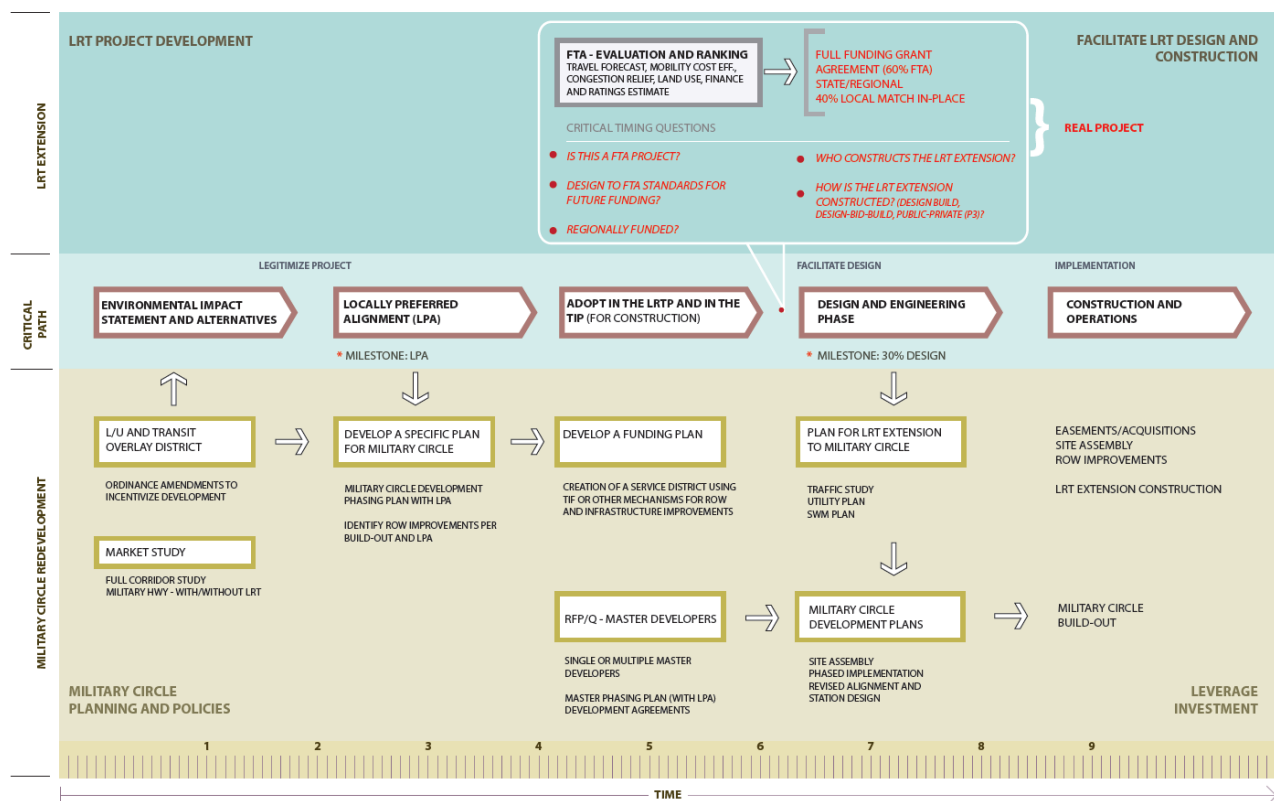 LRT PROJECT DEVELOPMENT
FTA - EVALUATION AND RANKING
TRAVEL FORECAST, MOBILITY COST EFF.,
CONGESTION RELIEF, LAND USE, FINANCE
AND RATINGS ESTIMATE
FULL FUNDING GRANT
AGREEMENT (60% FTA)
STATE/REGIONAL
40% LOCAL MATCH IN-PLACE
FACILITATE LRT DESIGN AND
CONSTRUCTION
LRT EXTENSION
CRITICAL TIMING QUESTIONS
REAL PROJECT
IS THIS A FTA PROJECT?
DESIGN TO FTA STANDARDS FOR
FUTURE FUNDING?
REGIONALLY FUNDED?
WHO CONSTRUCTS THE LRT EXTENSION?
HOW IS THE LRT EXTENSION
CONSTRUCTED? (DESIGN BUILD,
DESIGN-BID-BUILD, PUBLIC-PRIVATE (P3)?
CRITICAL
PATH
LEGITIMIZE PROJECT
FACILITATE DESIGN
IMPLEMENTATION
ENVIRONMENTAL IMPACT
STATEMENT AND ALTERNATIVES
LOCALLY PREFERRED
ALIGNMENT (LPA)
ADOPT IN THE LRTP AND IN THE
TIP (FOR CONSTRUCTION)
DESIGN AND ENGINEERING
PHASE
CONSTRUCTION AND
OPERATIONS
* MILESTONE: LPA
* MILESTONE: 30% DESIGN
MILITARY CIRCLE REDEVELOPMENT
L/U AND TRANSIT
OVERLAY DISTRICT
ORDINANCE AMENDMENTS TO
INCENTIVIZE DEVELOPMENT
MARKET STUDY
FULL CORRIDOR STUDY
MILITARY HWY - WITH/WITHOUT LRT
DEVELOP A SPECIFIC PLAN
FOR MILITARY CIRCLE
MILITARY CIRCLE DEVELOPMENT
PHASING PLAN WITH LPA
IDENTIFY ROW IMPROVEMENTS PER
BUILD-OUT AND LPA
DEVELOP A FUNDING PLAN
CREATION OF A SERVICE DISTRICT USING
TIF OR OTHER MECHANISMS FOR ROW
AND INFRASTRUCTURE IMPROVEMENTS
PLAN FOR LRT EXTENSION
TO MILITARY CIRCLE
TRAFFIC STUDY
UTILITY PLAN
SWM PLAN
EASEMENTS/ACQUISITIONS
SITE ASSEMBLY
ROW IMPROVEMENTS
LRT EXTENSION CONSTRUCTION
RFP/Q - MASTER DEVELOPERS
SINGLE OR MULTIPLE MASTER
DEVELOPERS
MASTER PHASING PLAN (WITH LPA)
DEVELOPMENT AGREEMENTS
MILITARY CIRCLE
DEVELOPMENT PLANS
SITE ASSEMBLY
PHASED IMPLEMENTATION
REVISED ALIGNMENT AND
STATION DESIGN
MILITARY CIRCLE
BUILD-OUT
MILITARY CIRCLE
PLANNING AND POLICIES
LEVERAGE
INVESTMENT
1 2 3 4 5 6 7 8 9
TIME